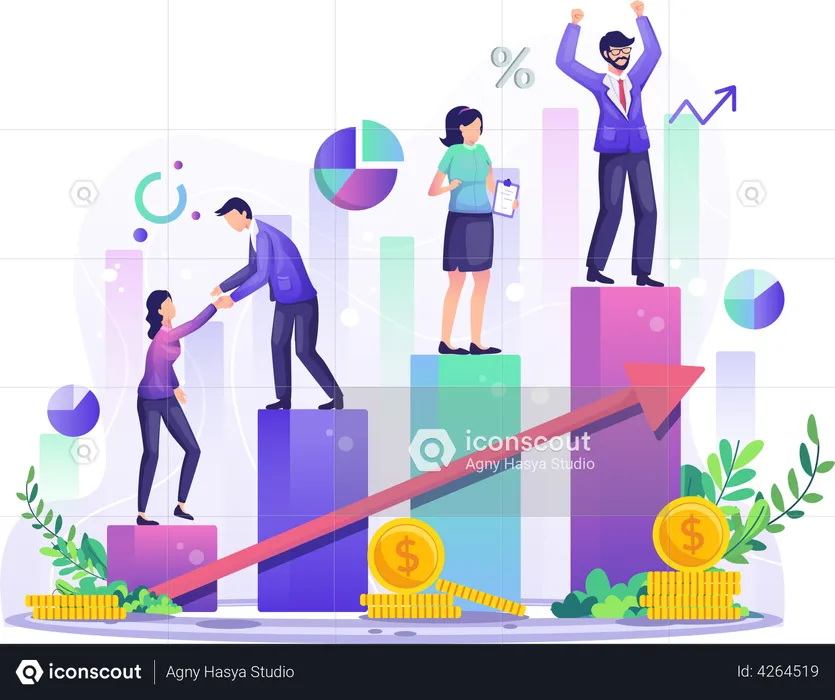 %
iconscout
Agny Hasya Studio
$
$
iconscout Agny Hasya Studio Id: 4264519